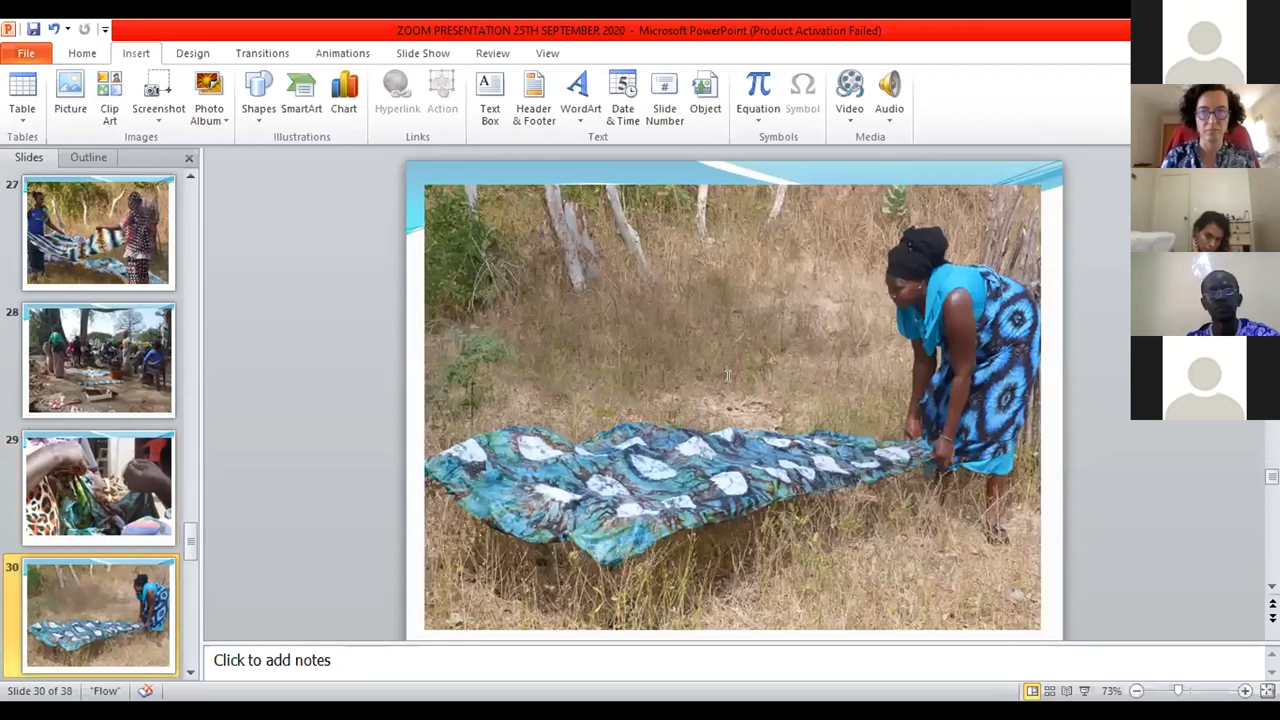 ZOOM PRESENTATION 25TH SEPTEMBER 2020 - Microsoft PowerPoint (Product Activation Failed)
File Home Insert Design Transitions Animations Slide Show Review View
Table Picture Clip Art Screenshot Photo Album Shapes SmartArt Chart Hyperlink Action Text Box Header & Footer WordArt Date & Time Slide Number Object Equation Symbol Video Audio
Tables Images Illustrations Links Text Symbols Media
Slides Outline
27
28
29
30
Click to add notes
Slide 30 of 38 "Flow" 73%